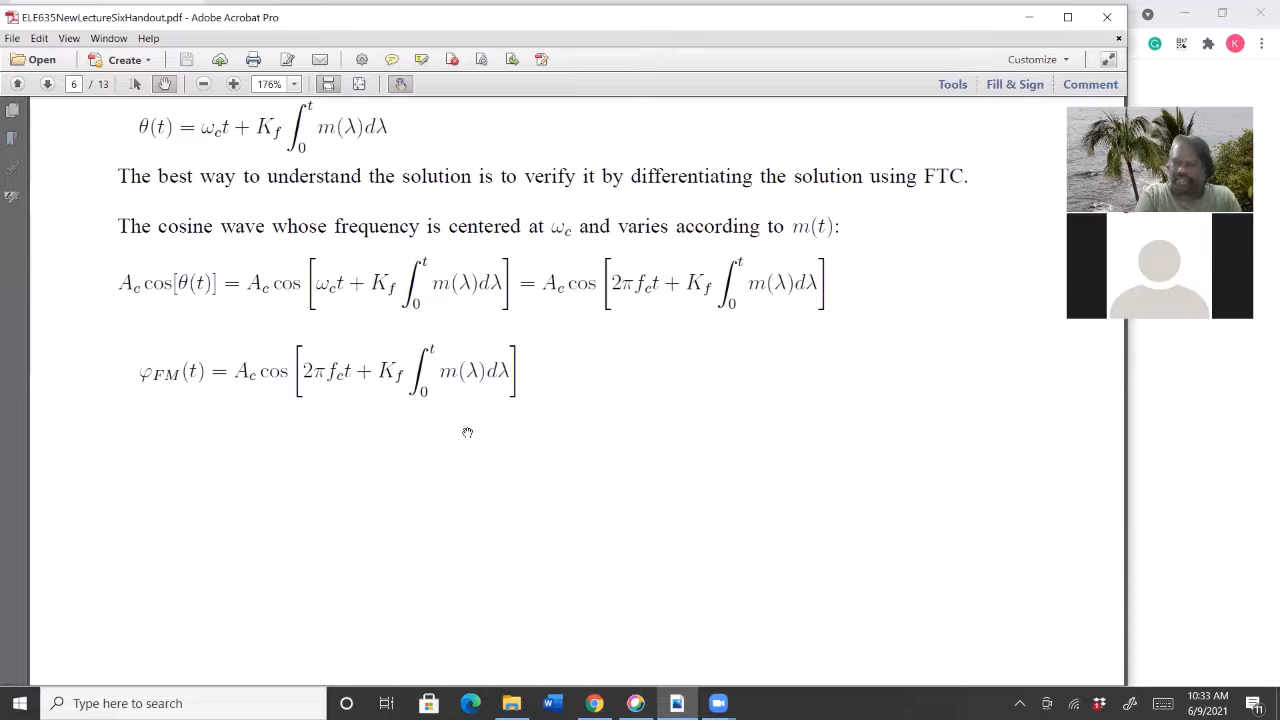 ELE635NewLectureSixHandout.pdf - Adobe Acrobat Pro
File Edit View Window Help
Open Create Customize
6 / 13 176% Tools Fill & Sign Comment
K
θ(t) = ω_c t + K_f ∫_0^t m(λ)dλ
The best way to understand the solution is to verify it by differentiating the solution using FTC.
The cosine wave whose frequency is centered at ω_c and varies according to m(t):
A_c cos[θ(t)] = A_c cos [ω_c t + K_f ∫_0^t m(λ)dλ] = A_c cos [2πf_c t + K_f ∫_0^t m(λ)dλ]
φ_FM(t) = A_c cos [2πf_c t + K_f ∫_0^t m(λ)dλ]
Type here to search
10:33 AM
6/9/2021
11